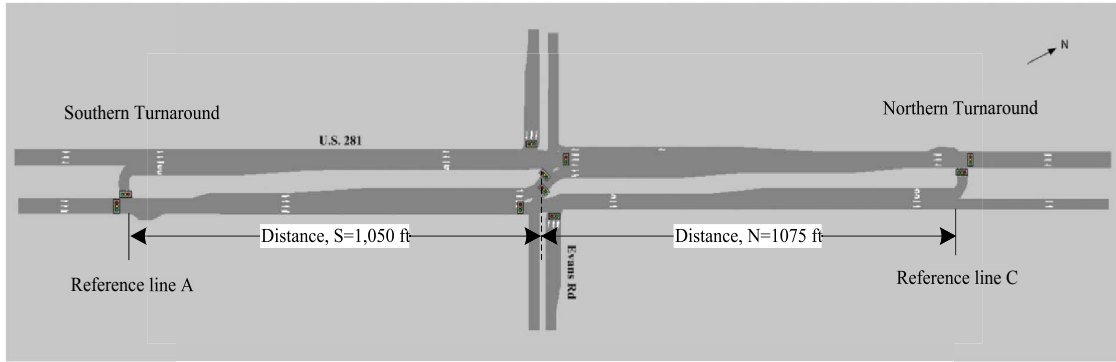 N
Southern Turnaround
Northern Turnaround
U.S. 281
Distance, S=1,050 ft
Distance, N=1075 ft
Evans Rd
Reference line A
Reference line C